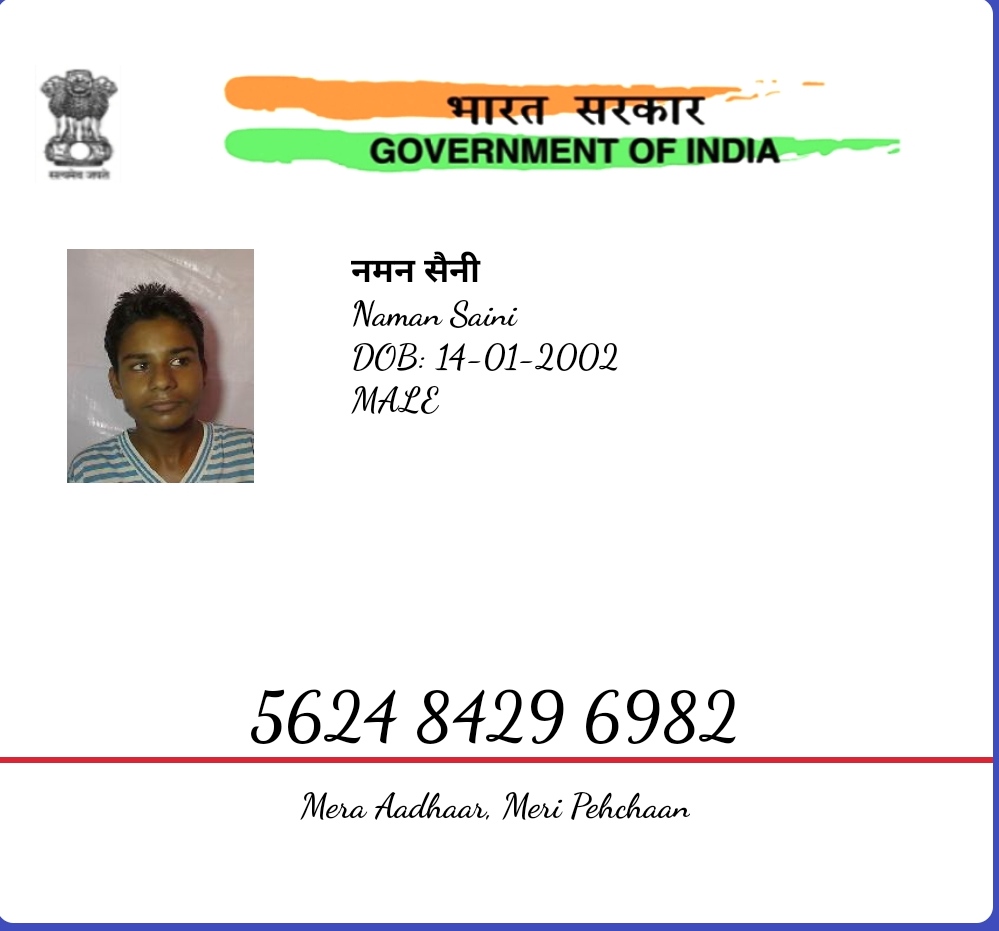 सत्यमेव जयते
भारत सरकार
GOVERNMENT OF INDIA
नमन सैनी
Naman Saini
DOB: 14-01-2002
MALE
5624 8429 6982
Mera Aadhaar, Meri Pehchaan